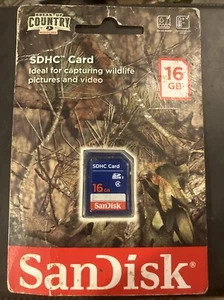 COUNTRY
SDHC™ Card
Ideal for capturing wildlife
pictures and video
16
GB
SDHC Card
16 GB
SanDisk
SanDisk